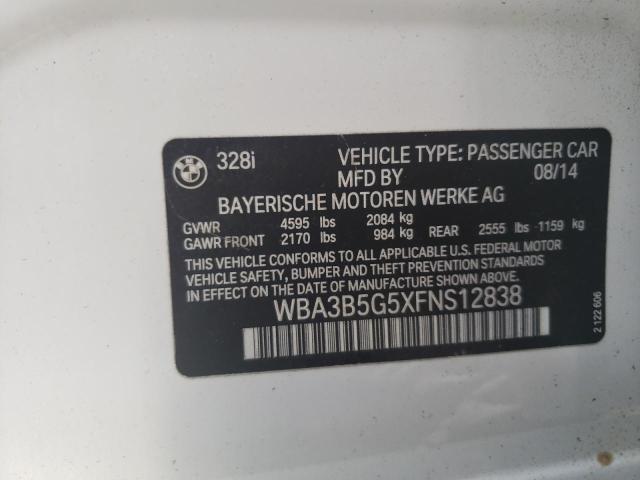 BMW
328i
VEHICLE TYPE: PASSENGER CAR
MFD BY 08/14
BAYERISCHE MOTOREN WERKE AG
GVWR 4595 lbs 2084 kg
GAWR FRONT 2170 lbs 984 kg REAR 2555 lbs -1159 kg
THIS VEHICLE CONFORMS TO ALL APPLICABLE U.S. FEDERAL MOTOR
VEHICLE SAFETY, BUMPER AND THEFT PREVENTION STANDARDS
IN EFFECT ON THE DATE OF MANUFACTURE SHOWN ABOVE.
WBA3B5G5XFNS12838
2 122 606